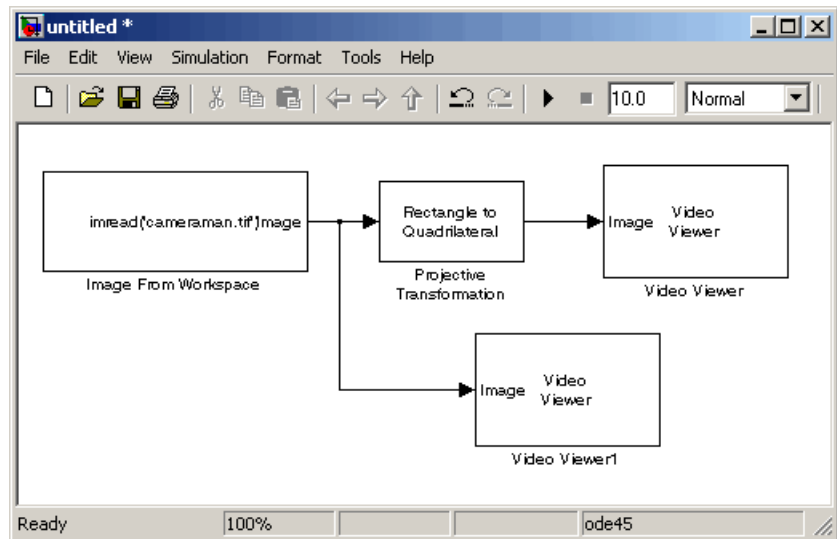 untitled *
File Edit View Simulation Format Tools Help
10.0 Normal
imread('cameraman.tif')mage
Image From Workspace
Rectangle to
Quadrilateral
Projective
Transformation
Image
Video
Viewer
Video Viewer
Image
Video
Viewer
Video Viewer1
Ready 100% ode45